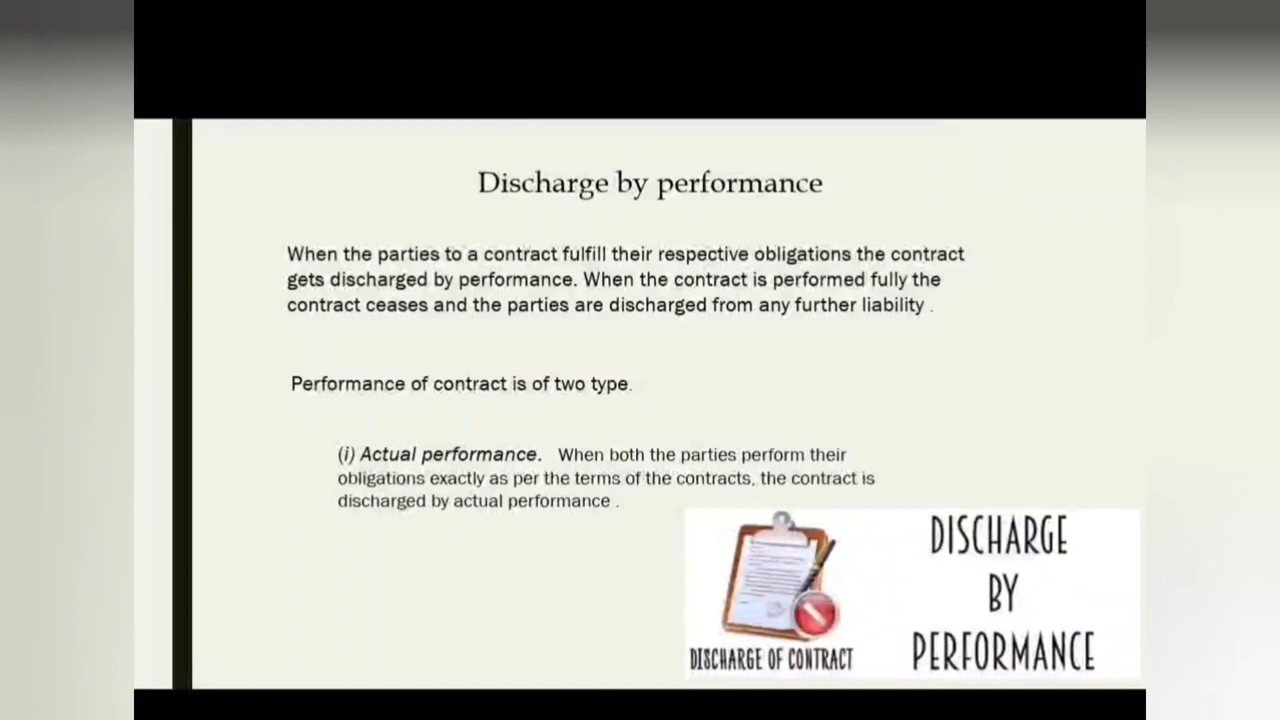 Discharge by performance
When the parties to a contract fulfill their respective obligations the contract
gets discharged by performance. When the contract is performed fully the
contract ceases and the parties are discharged from any further liability .
Performance of contract is of two type.
(i) Actual performance. When both the parties perform their
obligations exactly as per the terms of the contracts, the contract is
discharged by actual performance .
DISCHARGE OF CONTRACT
DISCHARGE
BY
PERFORMANCE